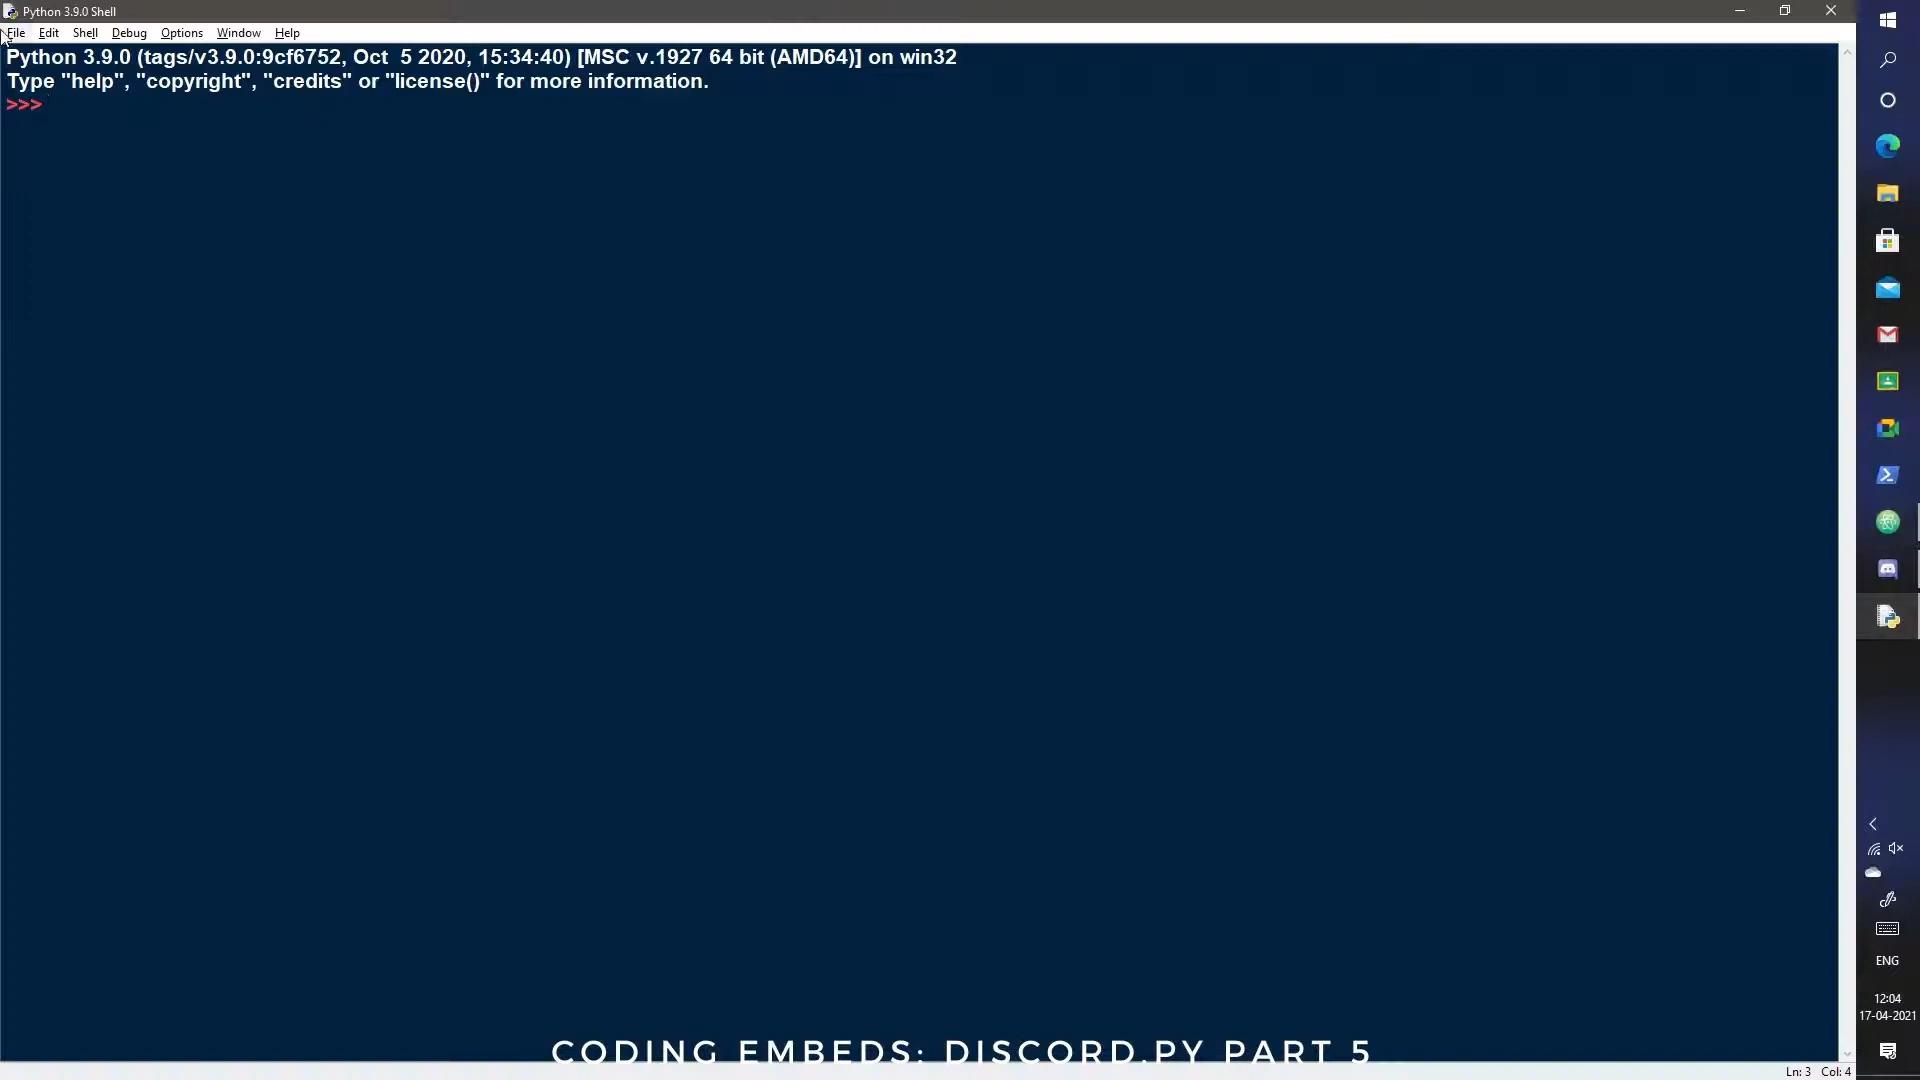 Python 3.9.0 Shell
File Edit Shell Debug Options Window Help
Python 3.9.0 (tags/v3.9.0:9cf6752, Oct  5 2020, 15:34:40) [MSC v.1927 64 bit (AMD64)] on win32
Type "help", "copyright", "credits" or "license()" for more information.
>>>
ENG
12:04
17-04-2021
CODING EMBEDS: DISCORD.PY PART 5
Ln: 3 Col: 4